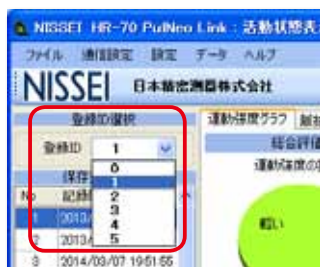 NISSEI HR-70 PulNeo Link : 活動状態表
ファイル 通信設定 設定 データ ヘルプ
NISSEI 日本精密測器株式会社
登録ID選択
登録ID 1
0
1
2
3
4
5
保存
No 記録
1 2013/
2 2013/
3 2014/03/07 19:51:55
運動強度グラフ 脈拍
総合評価
運動強度の
軽い